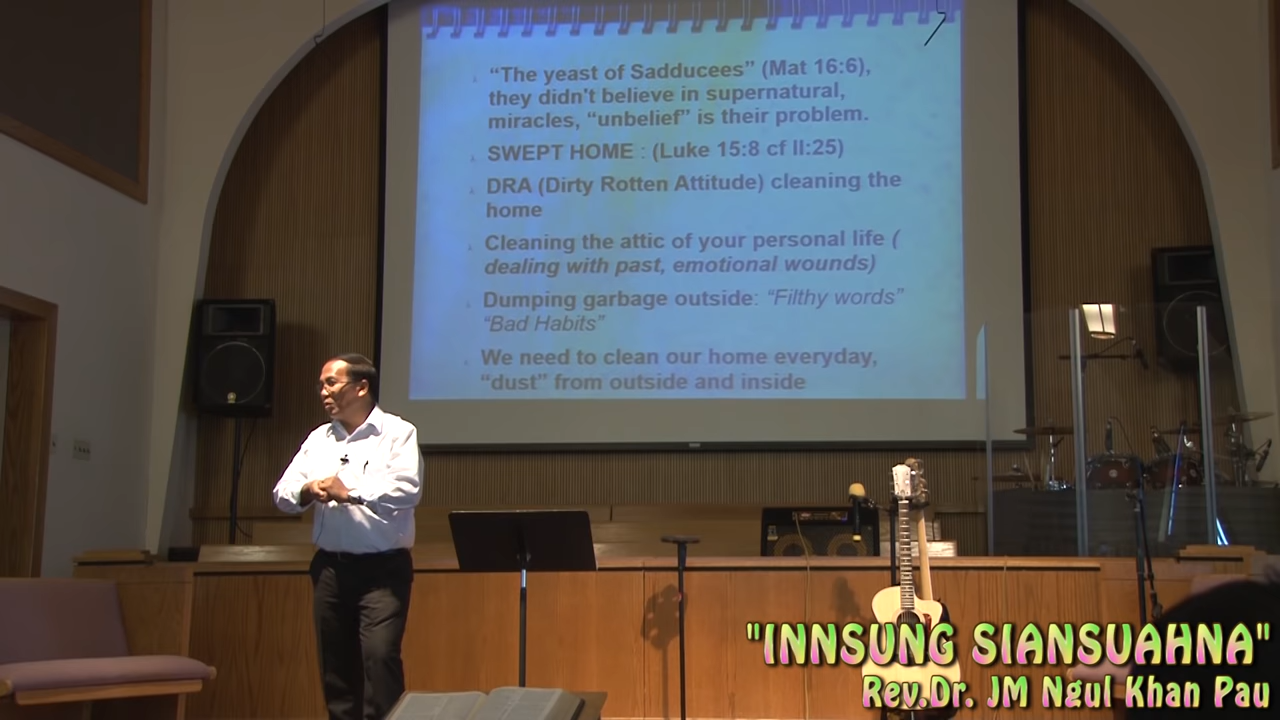 “The yeast of Sadducees” (Mat 16:6),
they didn't believe in supernatural,
miracles, “unbelief” is their problem.
SWEPT HOME : (Luke 15:8 cf II:25)
DRA (Dirty Rotten Attitude) cleaning the
home
Cleaning the attic of your personal life (
dealing with past, emotional wounds)
Dumping garbage outside: “Filthy words”
“Bad Habits”
We need to clean our home everyday,
“dust” from outside and inside
"INNSUNG SIANSUAHNA"
Rev.Dr. JM Ngul Khan Pau